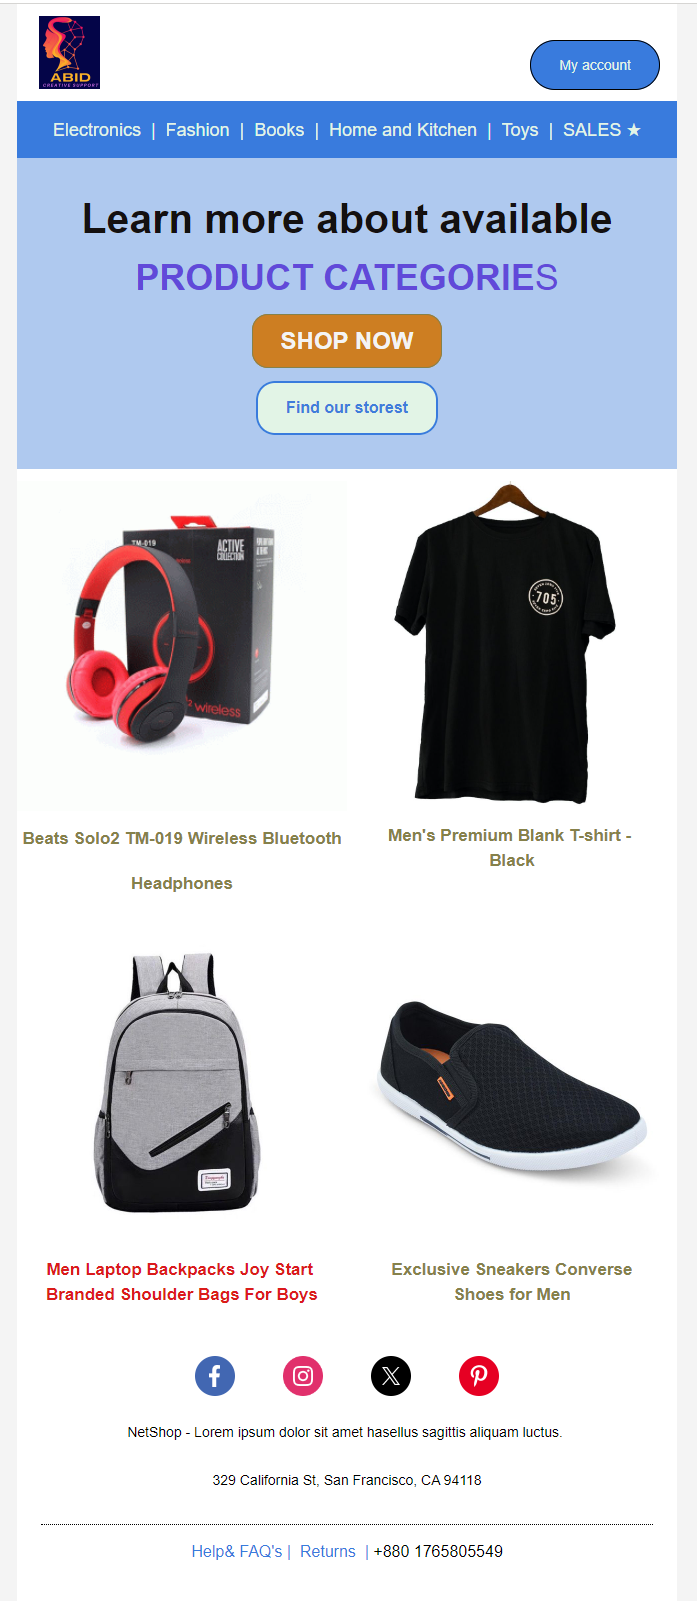 ABID
CREATIVE SUPPORT
My account
Electronics | Fashion | Books | Home and Kitchen | Toys | SALES ★
Learn more about available
PRODUCT CATEGORIES
SHOP NOW
Find our storest
TM-019
ACTIVE
COLLECTION
wireless
705
Beats Solo2 TM-019 Wireless Bluetooth
Headphones
Men's Premium Blank T-shirt -
Black
Men Laptop Backpacks Joy Start
Branded Shoulder Bags For Boys
Exclusive Sneakers Converse
Shoes for Men
NetShop - Lorem ipsum dolor sit amet hasellus sagittis aliquam luctus.
329 California St, San Francisco, CA 94118
Help& FAQ's | Returns | +880 1765805549